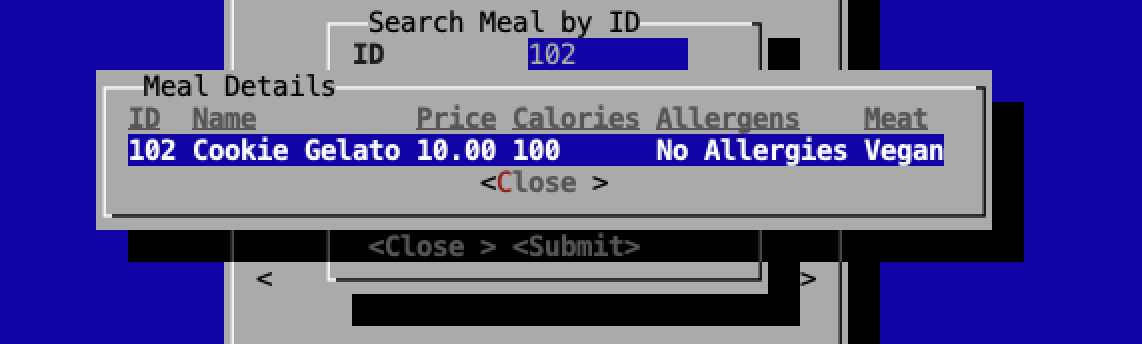 Search Meal by ID
ID 102
Meal Details
ID Name Price Calories Allergens Meat
102 Cookie Gelato 10.00 100 No Allergies Vegan
<Close >
<Close > <Submit>
< >